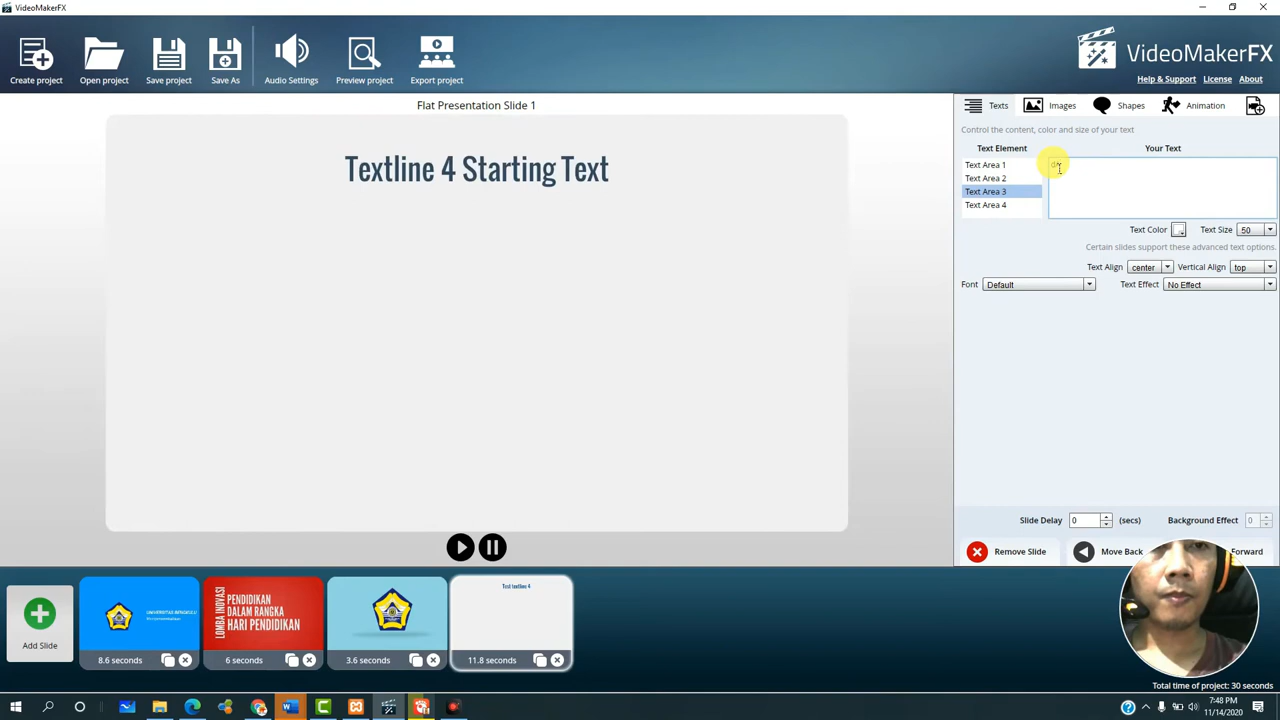 VideoMakerFX
Create project
Open project
Save project
Save As
Audio Settings
Preview project
Export project
VideoMakerFX
Help & Support
License
About
Flat Presentation Slide 1
Textline 4 Starting Text
Texts
Images
Shapes
Animation
Control the content, color and size of your text
Text Element
Your Text
Text Area 1
Text Area 2
Text Area 3
Text Area 4
Text Color
Text Size
50
Certain slides support these advanced text options.
Text Align
center
Vertical Align
top
Font
Default
Text Effect
No Effect
Slide Delay
0
(secs)
Background Effect
0
Remove Slide
Move Back
Forward
Add Slide
UNIVERSITAS BENGKULU
8.6 seconds
LOMBA INOVASI
PENDIDIKAN
DALAM RANGKA
HARI PENDIDIKAN
6 seconds
3.6 seconds
Text textline 4
11.8 seconds
Total time of project: 30 seconds
7:48 PM
11/14/2020